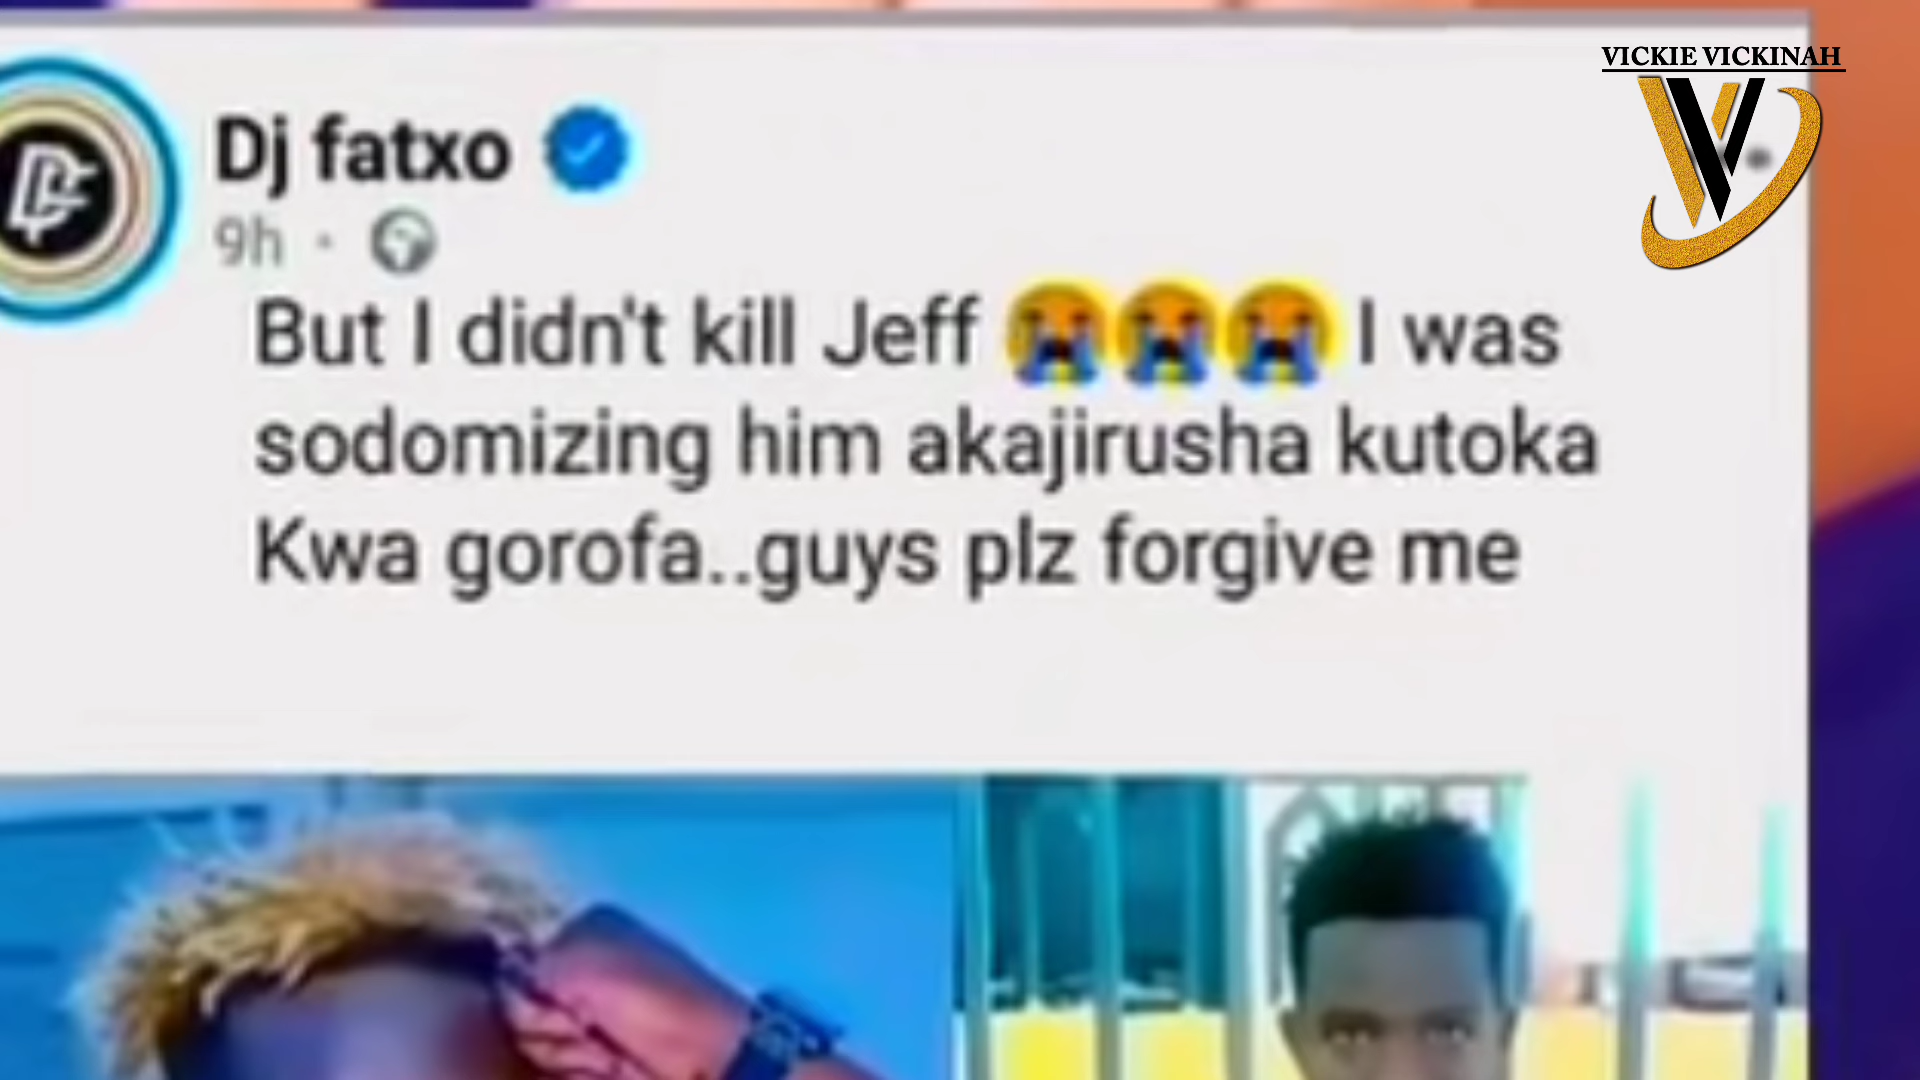 VICKIE VICKINAH
Dj fatxo
9h ·
But I didn't kill Jeff 😭😭😭 I was
sodomizing him akajirusha kutoka
Kwa gorofa..guys plz forgive me